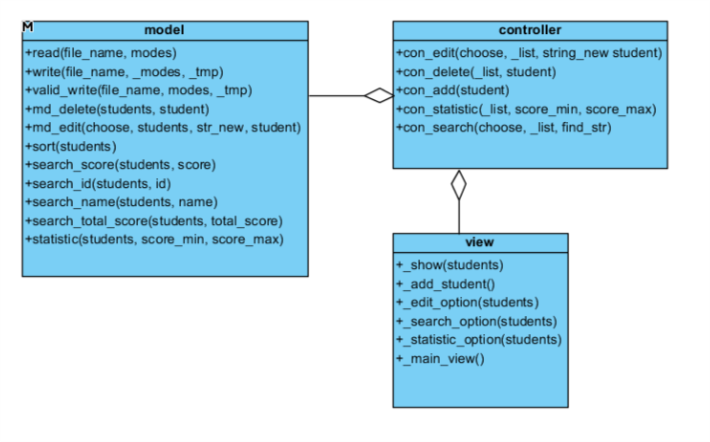 M
model
+read(file_name, modes)
+write(file_name, _modes, _tmp)
+valid_write(file_name, modes, _tmp)
+md_delete(students, student)
+md_edit(choose, students, str_new, student)
+sort(students)
+search_score(students, score)
+search_id(students, id)
+search_name(students, name)
+search_total_score(students, total_score)
+statistic(students, score_min, score_max)
controller
+con_edit(choose, _list, string_new student)
+con_delete(_list, student)
+con_add(student)
+con_statistic(_list, score_min, score_max)
+con_search(choose, _list, find_str)
view
+_show(students)
+_add_student()
+_edit_option(students)
+_search_option(students)
+_statistic_option(students)
+_main_view()